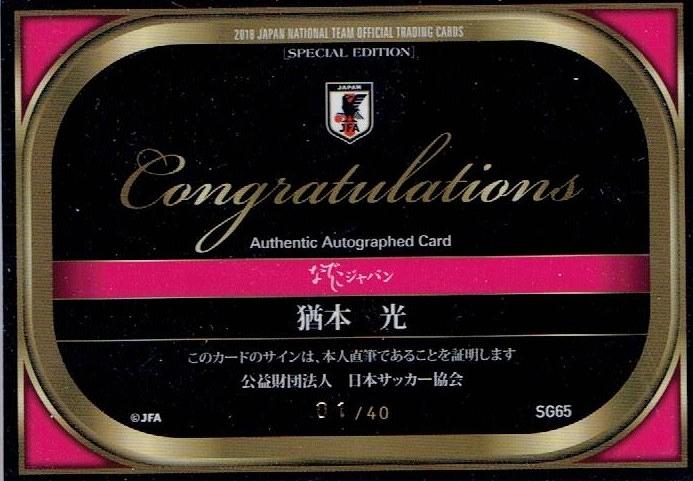 2018 JAPAN NATIONAL TEAM OFFICIAL TRADING CARDS
[SPECIAL EDITION]
JAPAN
JFA
Congratulations
Authentic Autographed Card
なでしこジャパン
猶本 光
このカードのサインは、本人直筆であることを証明します
公益財団法人 日本サッカー協会
©JFA 01/40 SG65